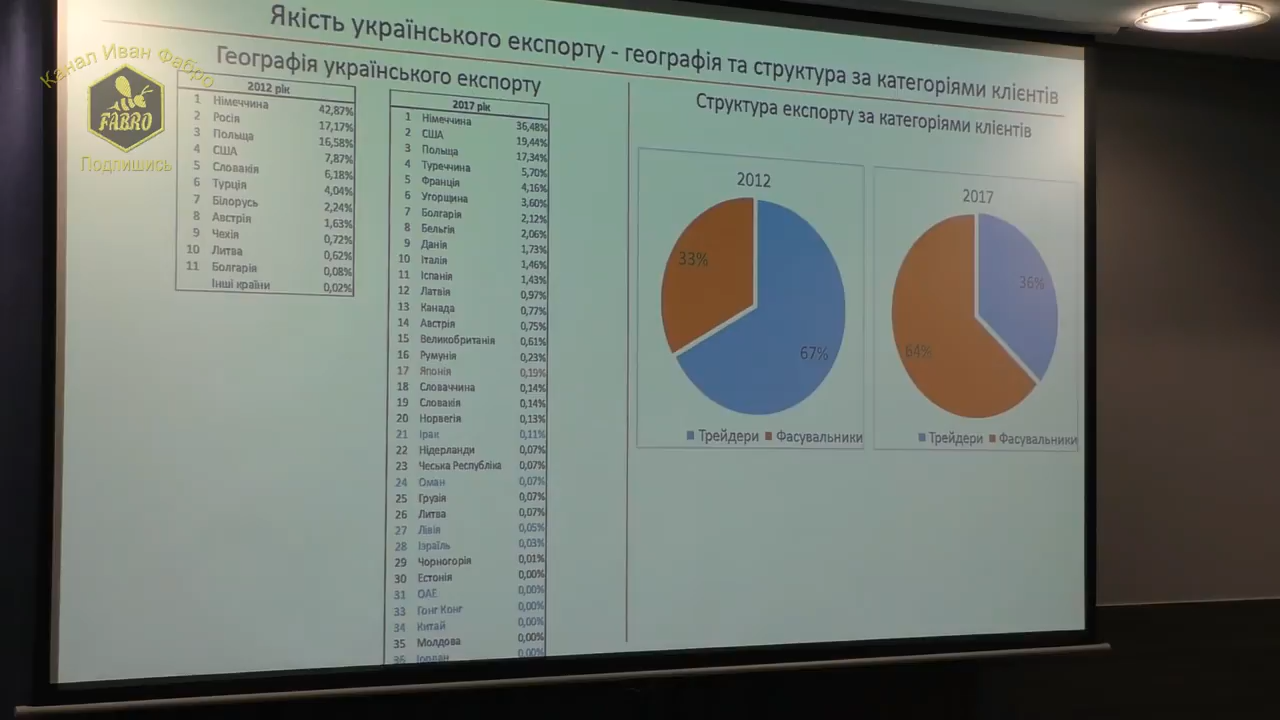 Якість українського експорту - географія та структура за категоріями клієнтів
Канал Иван Фабро
FABRO
Подпишись
Географія українського експорту
2012 рік
1 Німеччина 42,87%
2 Росія 17,17%
3 Польща 16,58%
4 США 7,87%
5 Словакія 6,18%
6 Турція 4,04%
7 Білорусь 2,24%
8 Австрія 1,63%
9 Чехія 0,72%
10 Литва 0,62%
11 Болгарія 0,08%
Інші країни 0,02%
2017 рік
1 Німеччина 36,48%
2 США 19,44%
3 Польща 17,34%
4 Туреччина 5,70%
5 Франція 4,16%
6 Угорщина 3,60%
7 Болгарія 2,12%
8 Бельгія 2,06%
9 Данія 1,73%
10 Італія 1,46%
11 Іспанія 1,43%
12 Латвія 0,97%
13 Канада 0,77%
14 Австрія 0,75%
15 Великобританія 0,61%
16 Румунія 0,23%
17 Японія 0,19%
18 Словаччина 0,14%
19 Словакія 0,14%
20 Норвегія 0,13%
21 Ірак 0,11%
22 Нідерланди 0,07%
23 Чеська Республіка 0,07%
24 Оман 0,07%
25 Грузія 0,07%
26 Литва 0,07%
27 Лівія 0,05%
28 Ізраїль 0,03%
29 Чорногорія 0,01%
30 Естонія 0,00%
31 ОАЕ 0,00%
33 Гонг Конг 0,00%
34 Китай 0,00%
35 Молдова 0,00%
36 Іордан 0,00%
Структура експорту за категоріями клієнтів
2012
33%
67%
Трейдери Фасувальники
2017
36%
64%
Трейдери Фасувальники